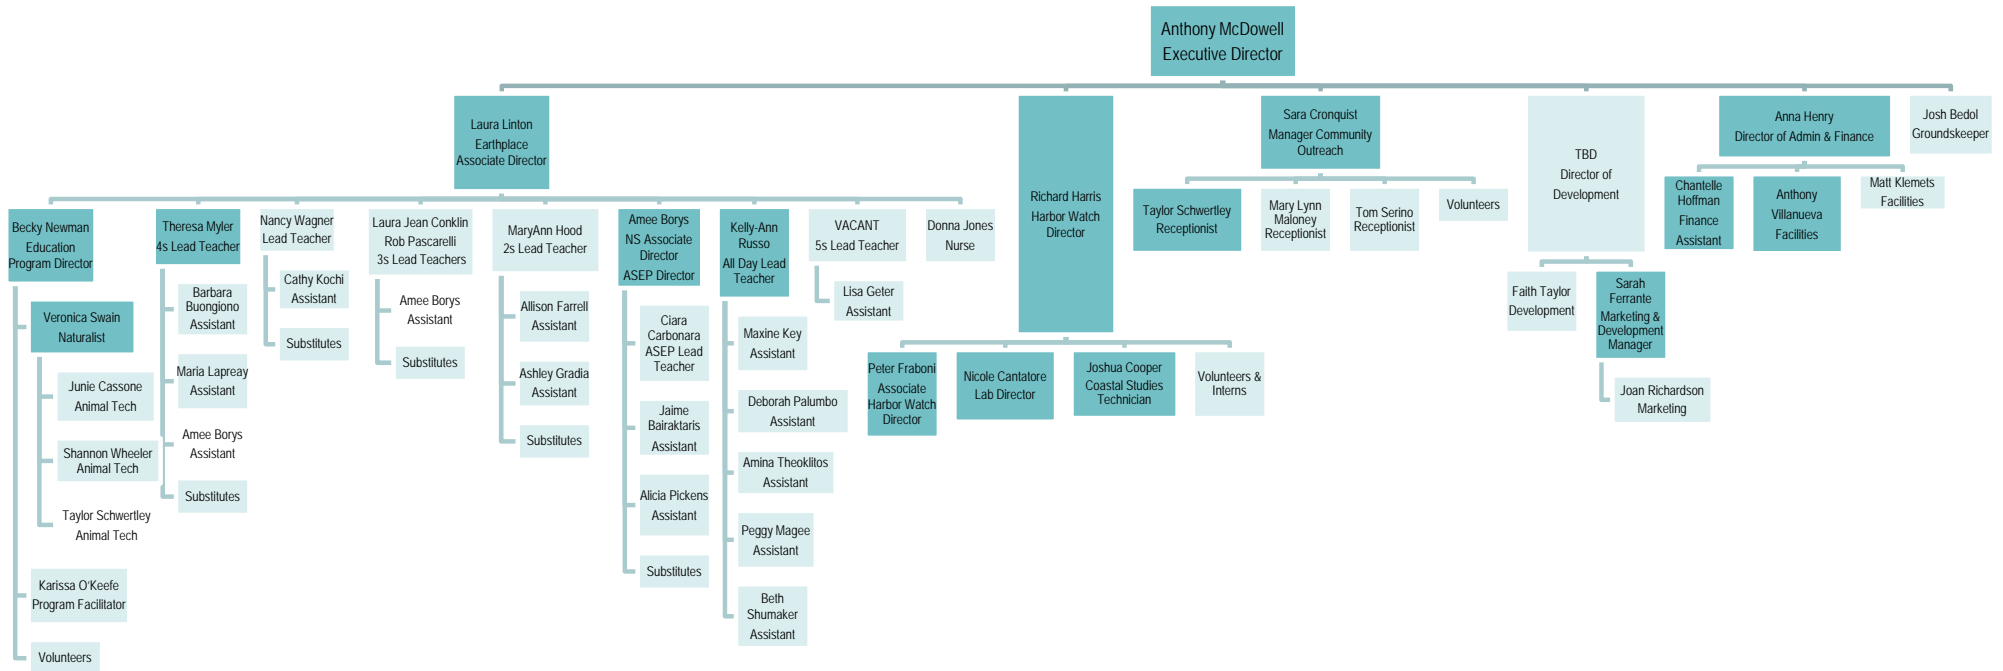 Anthony McDowell
Executive Director
Laura Linton
Earthplace
Associate Director
Richard Harris
Harbor Watch
Director
Sara Cronquist
Manager Community
Outreach
TBD
Director of
Development
Anna Henry
Director of Admin & Finance
Josh Bedol
Groundskeeper
Becky Newman
Education
Program Director
Veronica Swain
Naturalist
Junie Cassone
Animal Tech
Shannon Wheeler
Animal Tech
Taylor Schwertley
Animal Tech
Karissa O'Keefe
Program Facilitator
Volunteers
Theresa Myler
4s Lead Teacher
Barbara
Buongiono
Assistant
Maria Lapreay
Assistant
Amee Borys
Assistant
Substitutes
Nancy Wagner
Lead Teacher
Cathy Kochi
Assistant
Substitutes
Laura Jean Conklin
Rob Pascarelli
3s Lead Teachers
Amee Borys
Assistant
Substitutes
MaryAnn Hood
2s Lead Teacher
Allison Farrell
Assistant
Ashley Gradia
Assistant
Substitutes
Amee Borys
NS Associate
Director
ASEP Director
Ciara
Carbonara
ASEP Lead
Teacher
Jaime
Bairaktaris
Assistant
Alicia Pickens
Assistant
Substitutes
Kelly-Ann
Russo
All Day Lead
Teacher
Maxine Key
Assistant
Deborah Palumbo
Assistant
Amina Theoklitos
Assistant
Peggy Magee
Assistant
Beth
Shumaker
Assistant
VACANT
5s Lead Teacher
Lisa Geter
Assistant
Donna Jones
Nurse
Peter Fraboni
Associate
Harbor Watch
Director
Nicole Cantatore
Lab Director
Joshua Cooper
Coastal Studies
Technician
Volunteers &
Interns
Taylor Schwertley
Receptionist
Mary Lynn
Maloney
Receptionist
Tom Serino
Receptionist
Volunteers
Faith Taylor
Development
Sarah
Ferrante
Marketing &
Development
Manager
Joan Richardson
Marketing
Chantelle
Hoffman
Finance
Assistant
Anthony
Villanueva
Facilities
Matt Klemets
Facilities